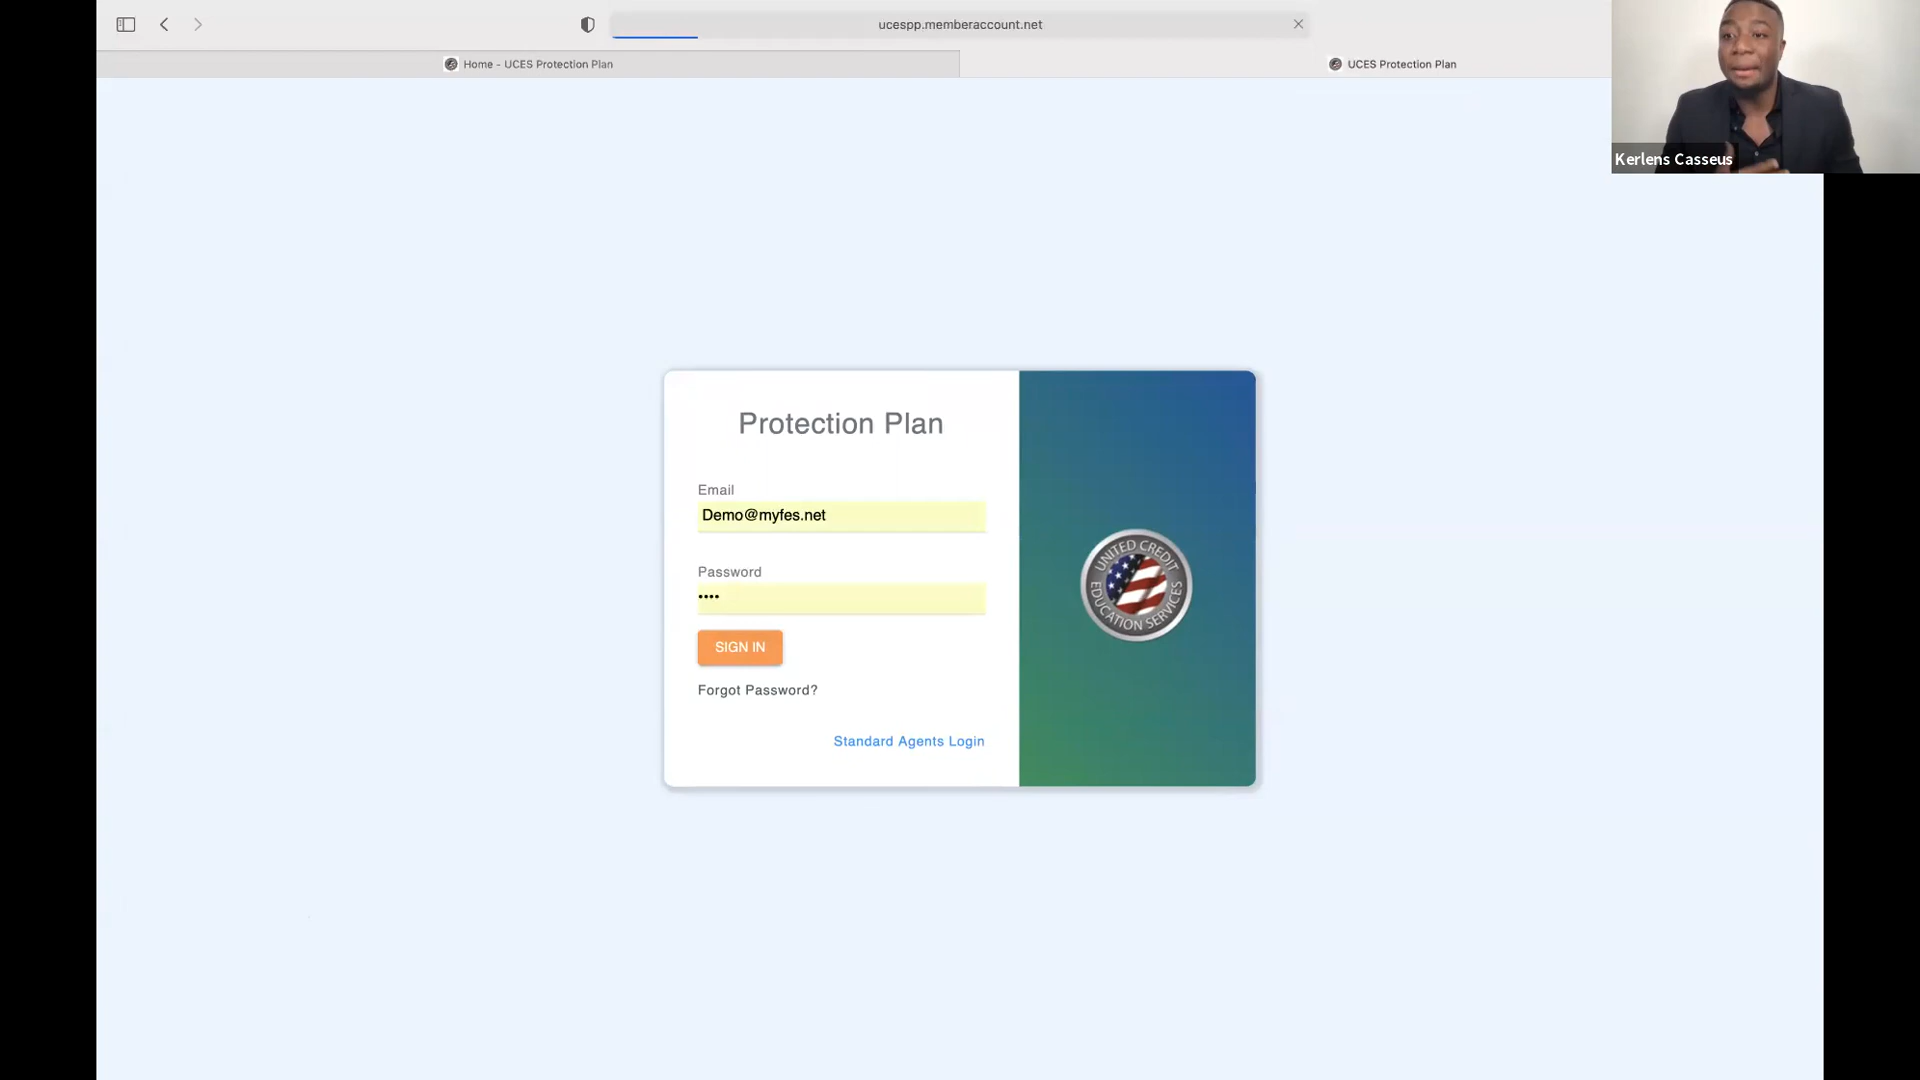 ucespp.memberaccount.net
Home - UCES Protection Plan
UCES Protection Plan
Kerlens Casseus
Protection Plan
Email
Demo@myfes.net
Password
••••
SIGN IN
Forgot Password?
Standard Agents Login
UNITED CREDIT
EDUCATION SERVICES